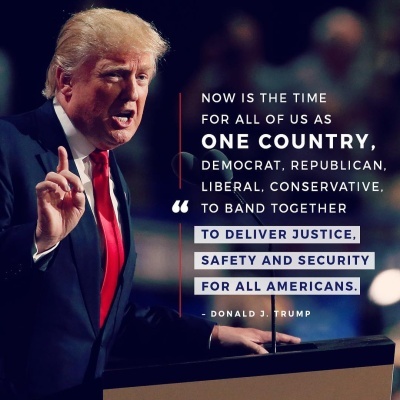 NOW IS THE TIME
FOR ALL OF US AS
ONE COUNTRY,
DEMOCRAT, REPUBLICAN,
LIBERAL, CONSERVATIVE,
“ TO BAND TOGETHER
TO DELIVER JUSTICE,
SAFETY AND SECURITY
FOR ALL AMERICANS.
– DONALD J. TRUMP